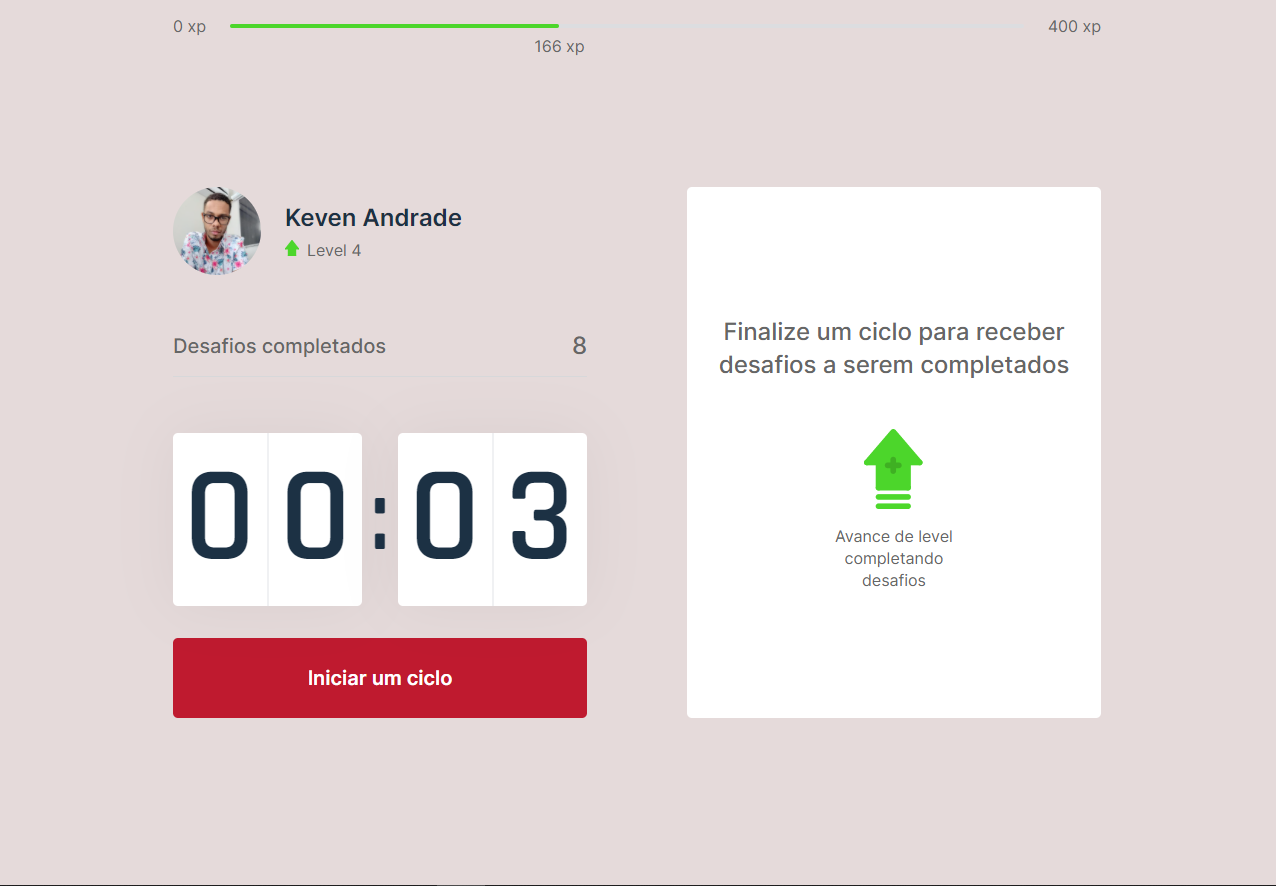 0 xp
400 xp
166 xp
Keven Andrade
Level 4
Desafios completados
8
00:03
Iniciar um ciclo
Finalize um ciclo para receber
desafios a serem completados
Avance de level
completando
desafios